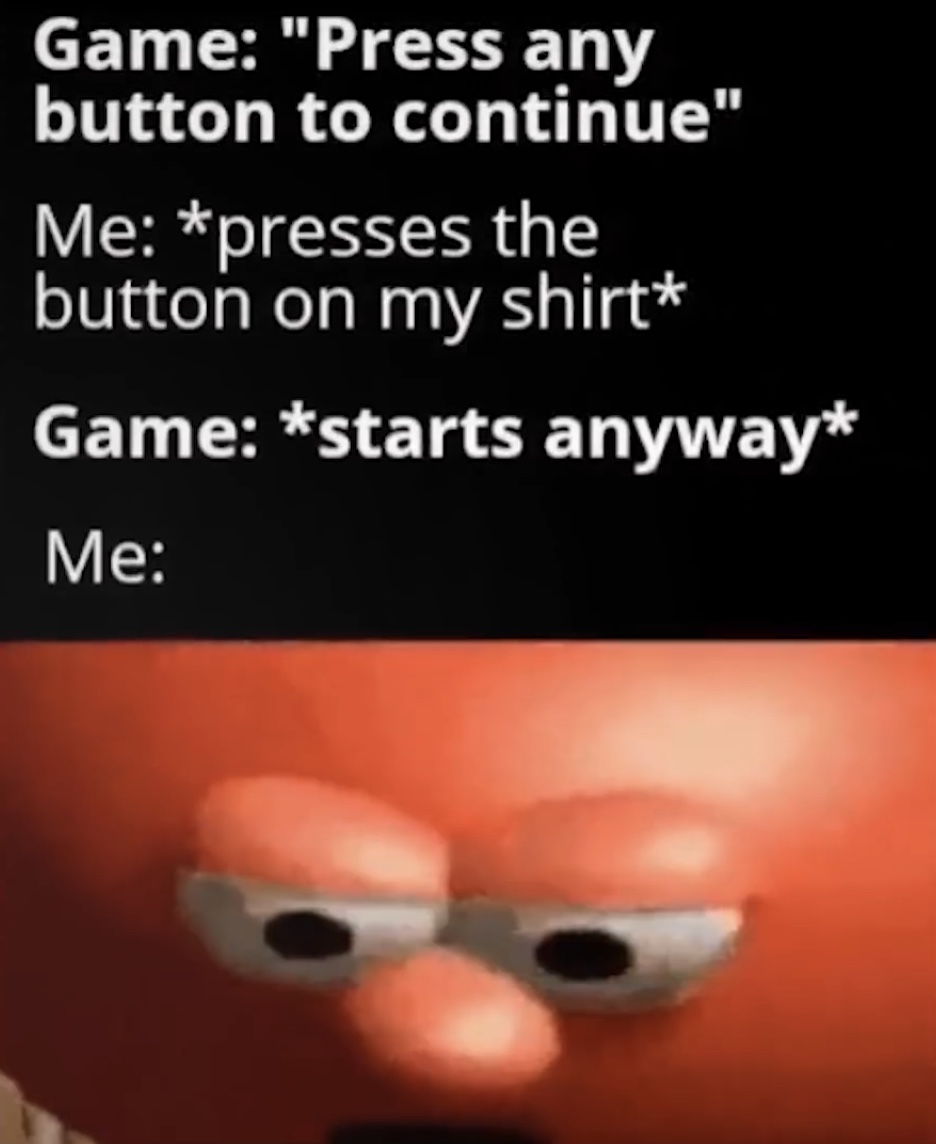 Game: "Press any
button to continue"
Me: *presses the
button on my shirt*
Game: *starts anyway*
Me: